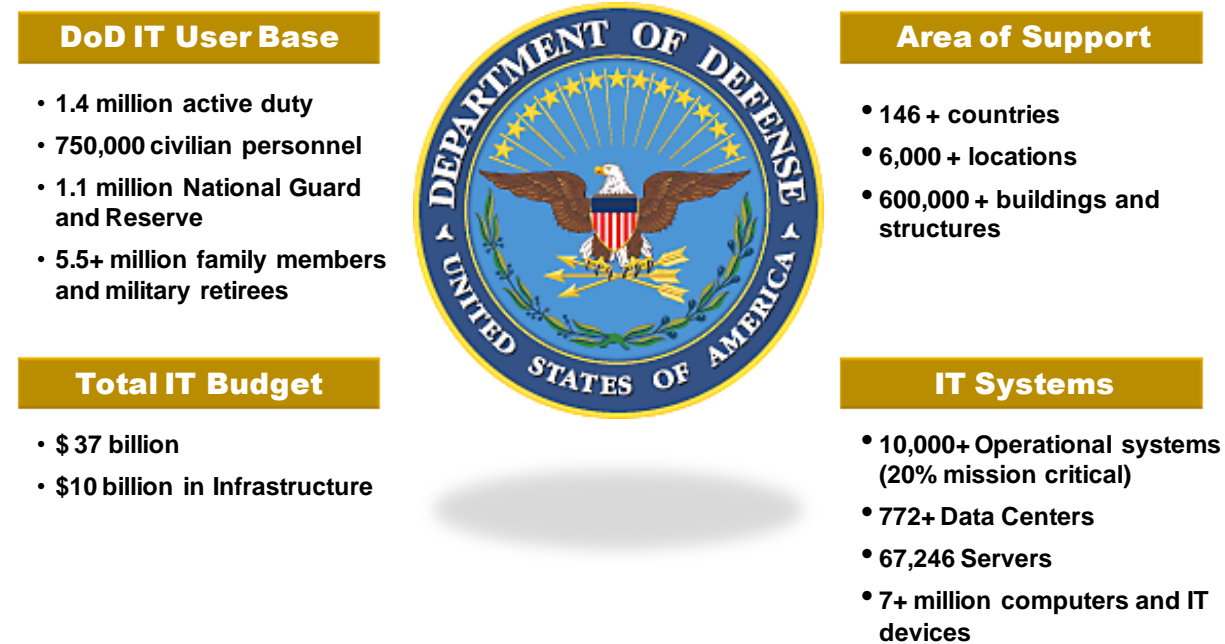 DoD IT User Base
• 1.4 million active duty
• 750,000 civilian personnel
• 1.1 million National Guard
and Reserve
• 5.5+ million family members
and military retirees
Total IT Budget
• $ 37 billion
• $10 billion in Infrastructure
DEPARTMENT OF DEFENSE
UNITED STATES OF AMERICA
Area of Support
• 146 + countries
• 6,000 + locations
• 600,000 + buildings and
structures
IT Systems
• 10,000+ Operational systems
(20% mission critical)
• 772+ Data Centers
• 67,246 Servers
• 7+ million computers and IT
devices